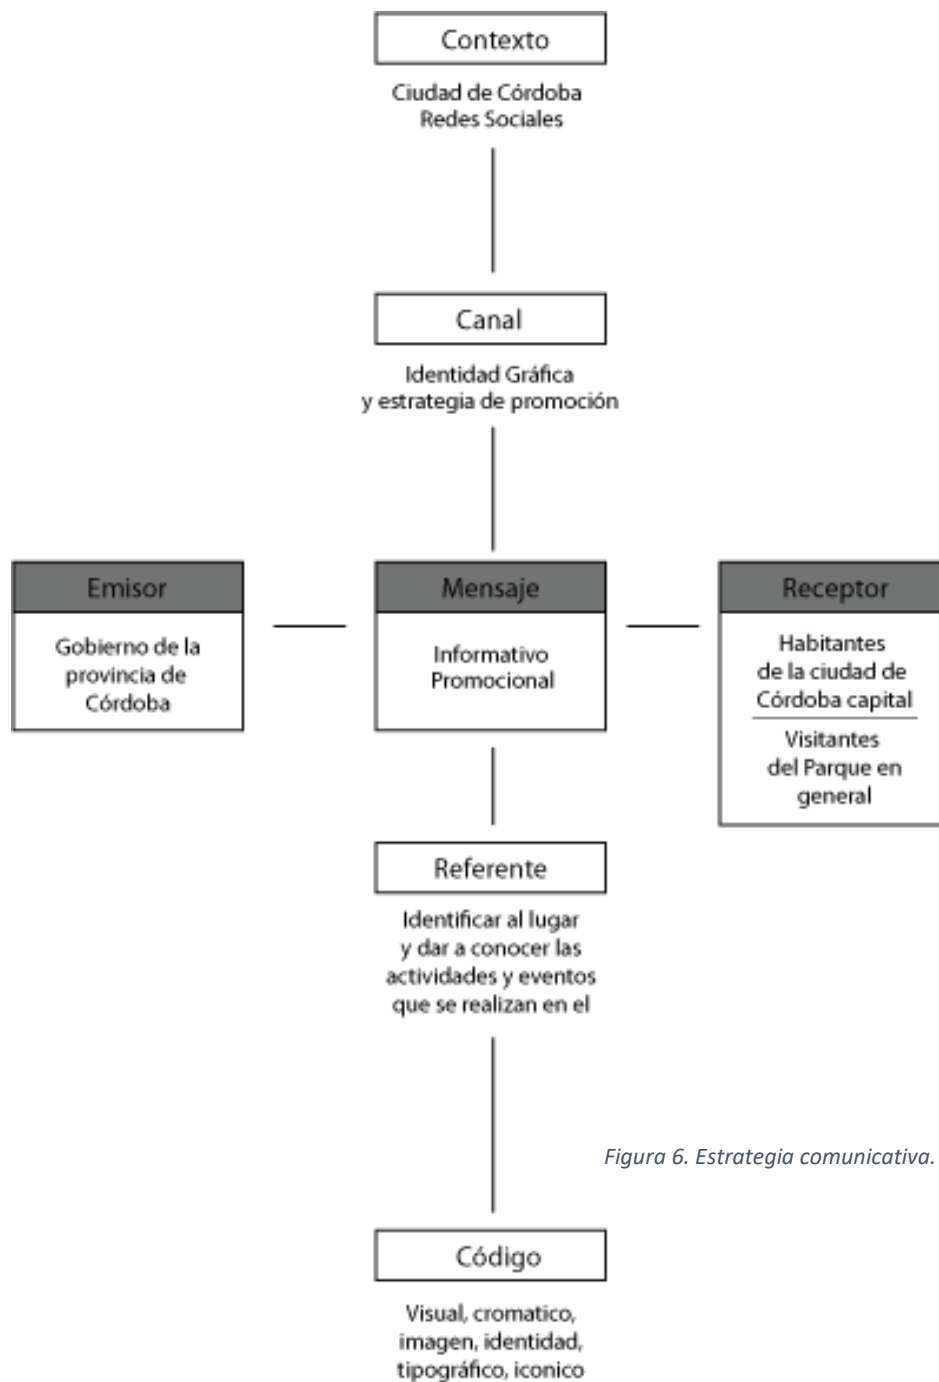 Contexto
Ciudad de Córdoba
Redes Sociales
Canal
Identidad Gráfica
y estrategia de promoción
Emisor
Gobierno de la
provincia de
Córdoba
Mensaje
Informativo
Promocional
Receptor
Habitantes
de la ciudad de
Córdoba capital
Visitantes
del Parque en
general
Referente
Identificar al lugar
y dar a conocer las
actividades y eventos
que se realizan en el
Figura 6. Estrategia comunicativa.
Código
Visual, cromatico,
imagen, identidad,
tipográfico, iconico